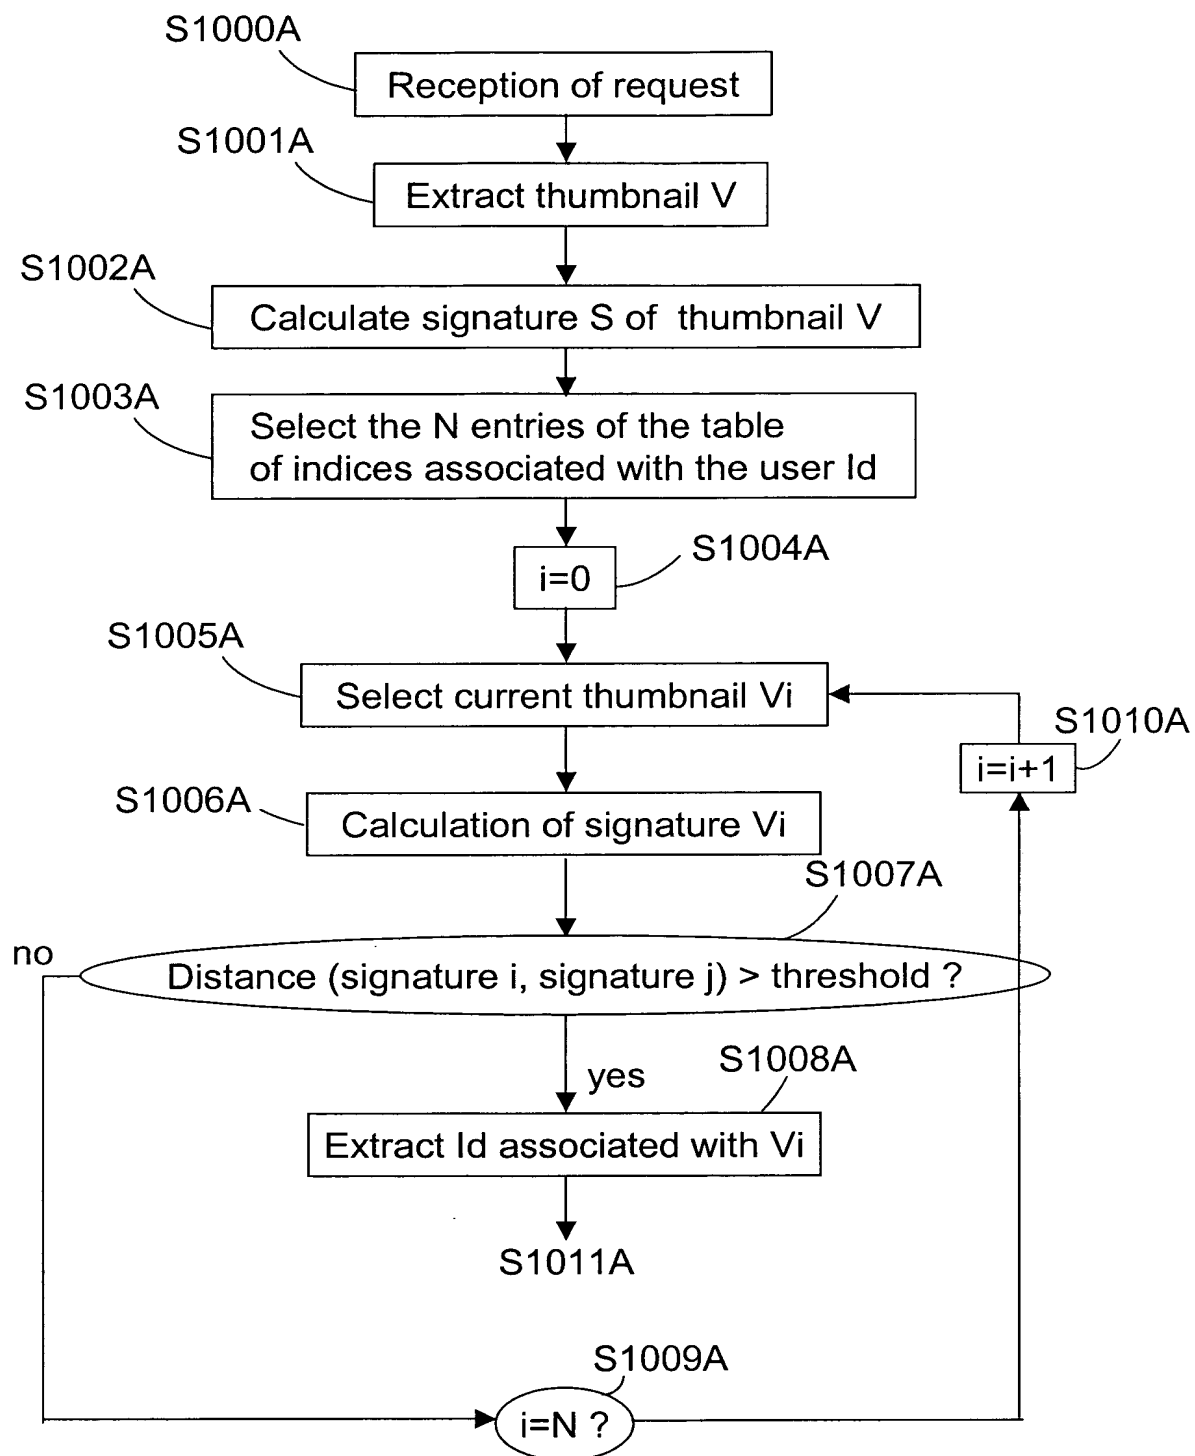 S1000A
Reception of request
S1001A
Extract thumbnail V
S1002A
Calculate signature S of thumbnail V
S1003A
Select the N entries of the table
of indices associated with the user Id
S1004A
i=0
S1005A
Select current thumbnail Vi
S1010A
i=i+1
S1006A
Calculation of signature Vi
S1007A
no
Distance (signature i, signature j) > threshold ?
yes
S1008A
Extract Id associated with Vi
S1011A
S1009A
i=N ?